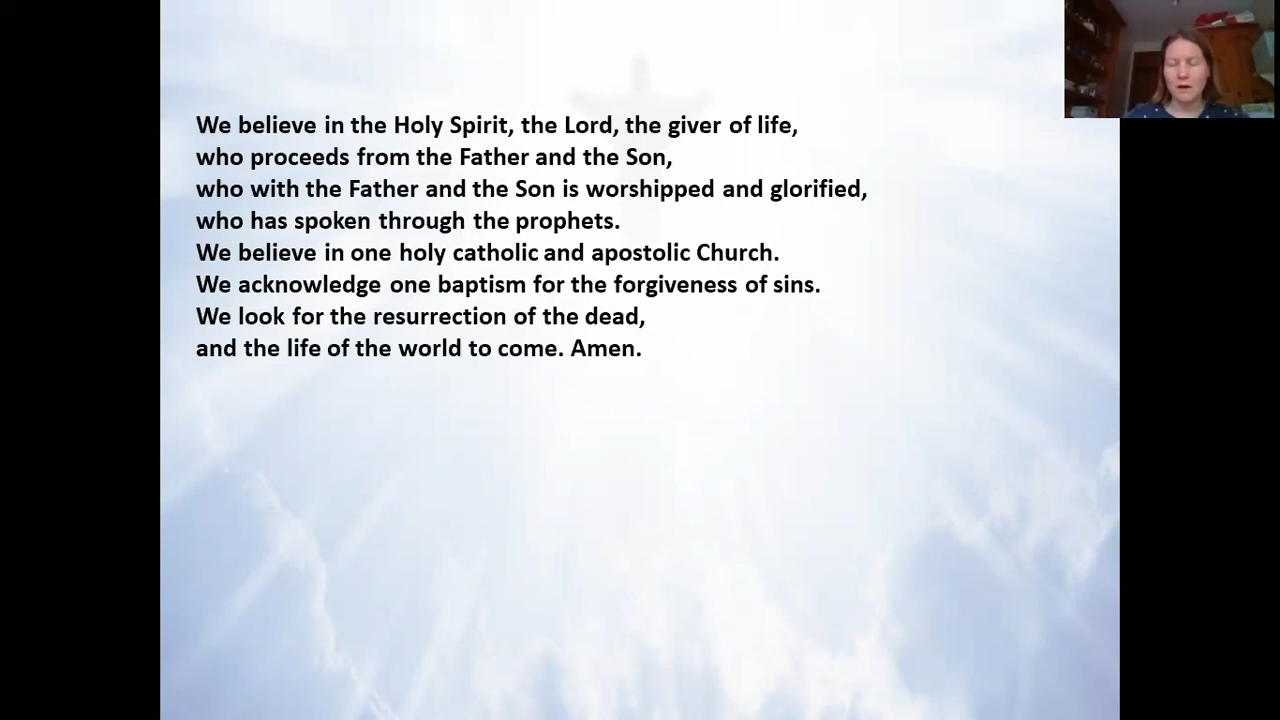 We believe in the Holy Spirit, the Lord, the giver of life,
who proceeds from the Father and the Son,
who with the Father and the Son is worshipped and glorified,
who has spoken through the prophets.
We believe in one holy catholic and apostolic Church.
We acknowledge one baptism for the forgiveness of sins.
We look for the resurrection of the dead,
and the life of the world to come. Amen.